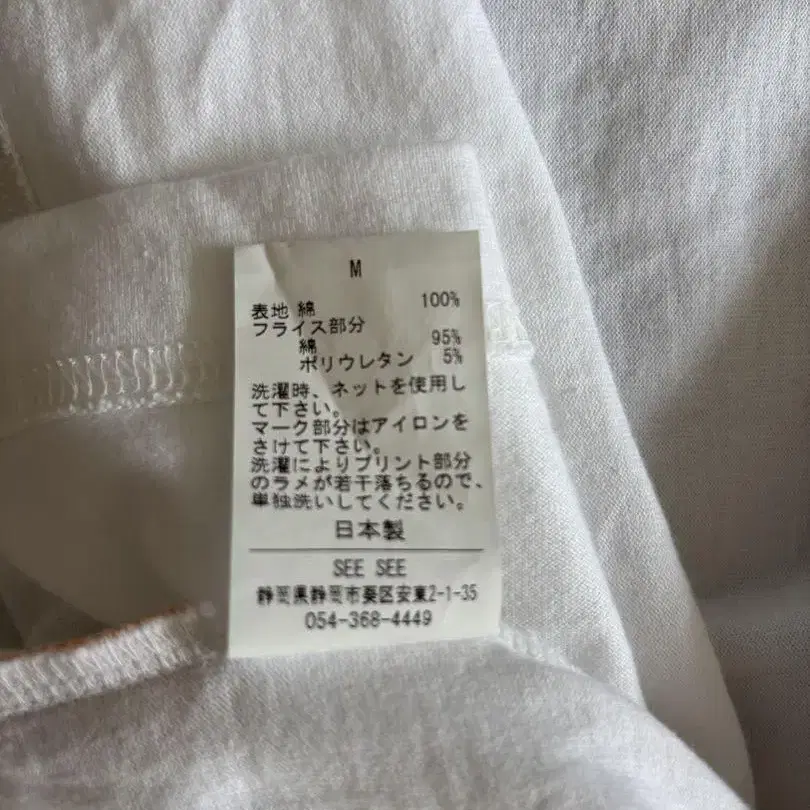 M
表地 綿 100%
フライス部分
綿 95%
ポリウレタン 5%
洗濯時、ネットを使用し
て下さい。
マーク部分はアイロンを
さけて下さい。
洗濯によりプリント部分
のラメが若干落ちるので、
単独洗いしてください。
日本製
SEE SEE
静岡県静岡市葵区安東2-1-35
054-368-4449